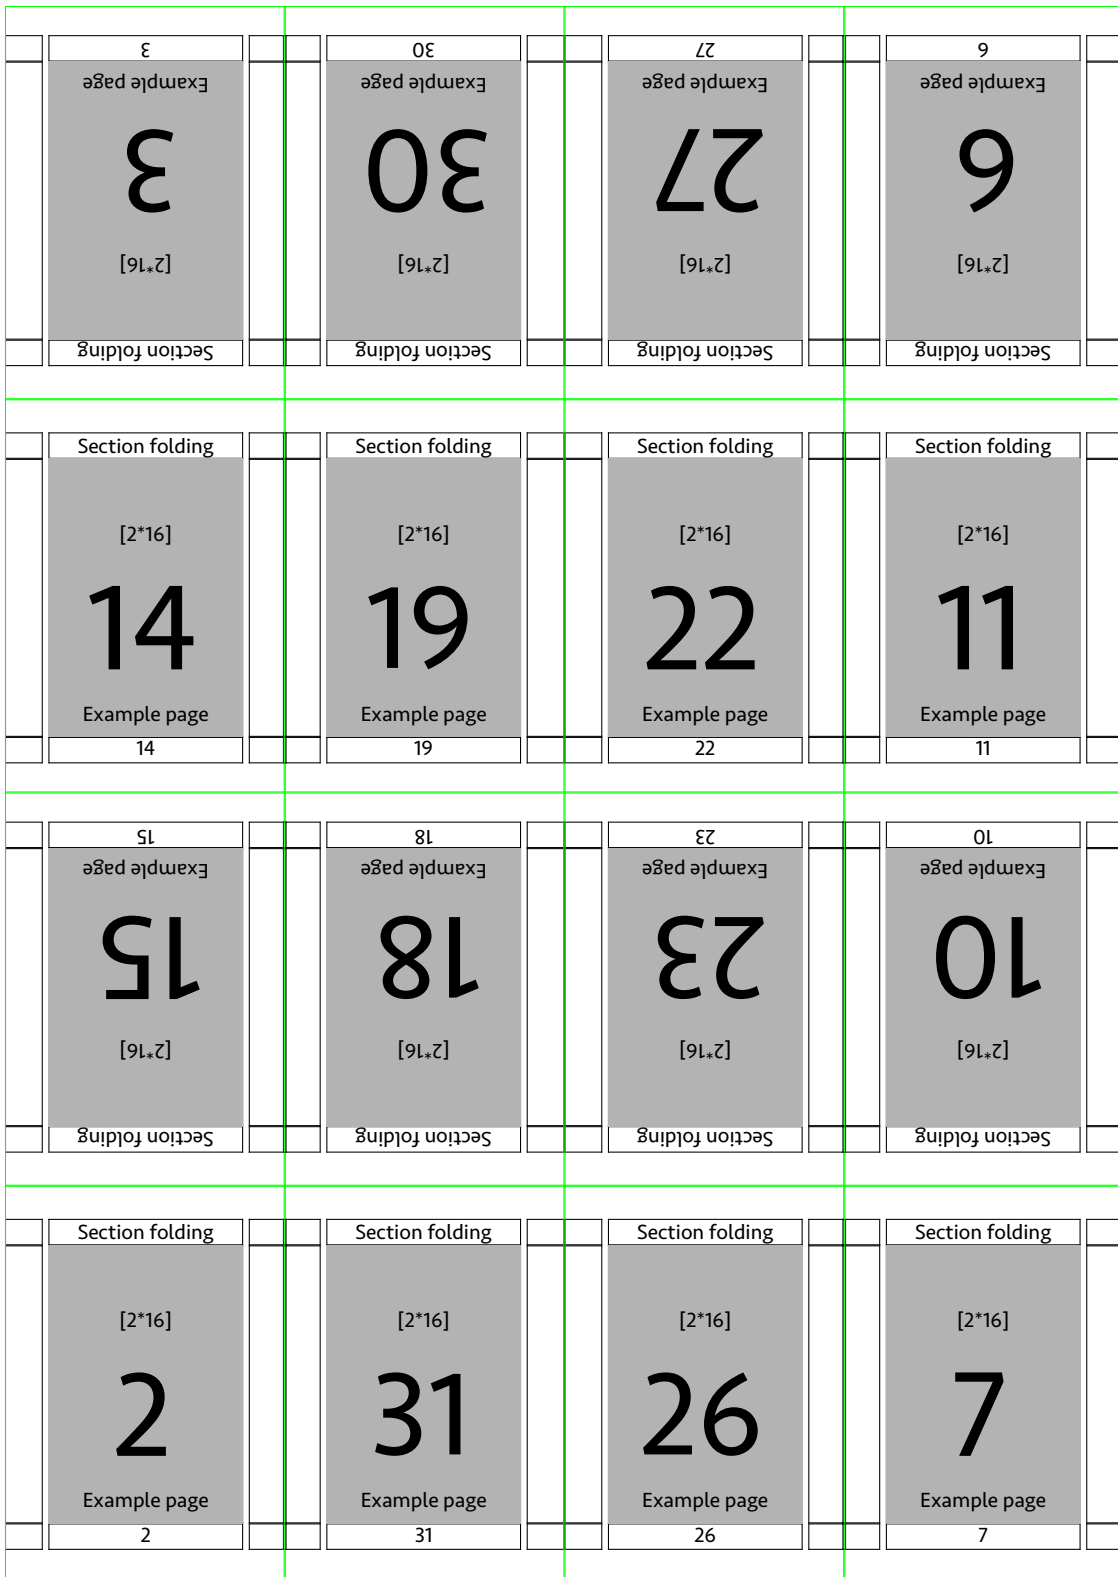 3 30 27 6
Example page Example page Example page Example page
3 30 27 6
[2*16] [2*16] [2*16] [2*16]
Section folding Section folding Section folding Section folding
Section folding Section folding Section folding Section folding
[2*16] [2*16] [2*16] [2*16]
14 19 22 11
Example page Example page Example page Example page
14 19 22 11
15 18 23 10
Example page Example page Example page Example page
15 18 23 10
[2*16] [2*16] [2*16] [2*16]
Section folding Section folding Section folding Section folding
Section folding Section folding Section folding Section folding
[2*16] [2*16] [2*16] [2*16]
2 31 26 7
Example page Example page Example page Example page
2 31 26 7